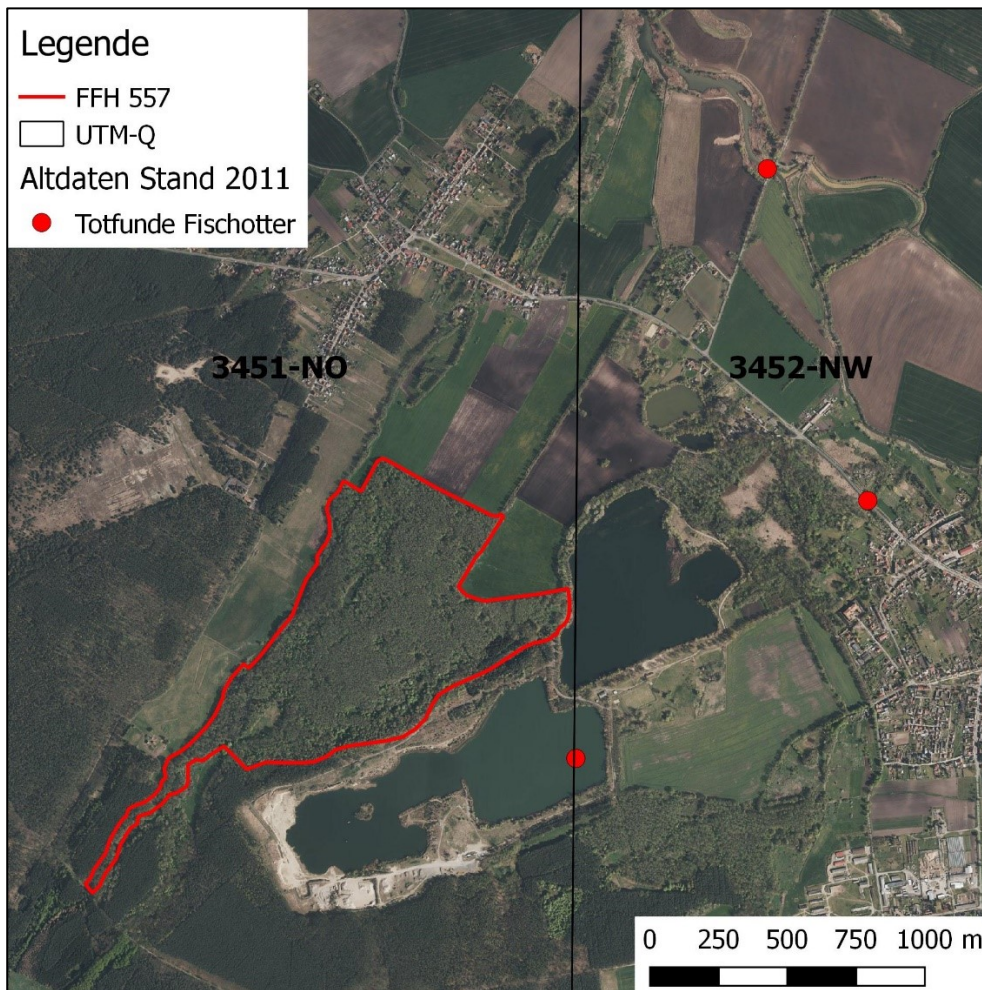 Legende
FFH 557
UTM-Q
Altdaten Stand 2011
Totfunde Fischotter
3451-NO
3452-NW
0 250 500 750 1000 m